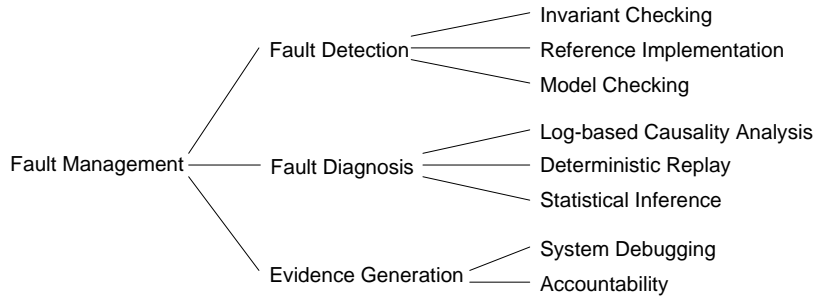 Invariant Checking
Fault Detection
Reference Implementation
Model Checking
Log-based Causality Analysis
Fault Management
Fault Diagnosis
Deterministic Replay
Statistical Inference
System Debugging
Evidence Generation
Accountability